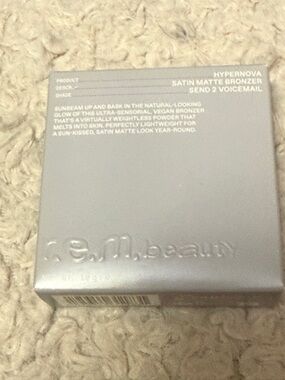 PRODUCT HYPERNOVA
DESCR. SATIN MATTE BRONZER
SHADE SEND 2 VOICEMAIL
SUNBEAM UP AND BASK IN THE NATURAL-LOOKING
GLOW OF THIS ULTRA-SENSORIAL, VEGAN BRONZER
THAT'S A VIRTUALLY WEIGHTLESS POWDER THAT
MELTS INTO SKIN. PERFECTLY LIGHTWEIGHT FOR
A SUN-KISSED, SATIN MATTE LOOK YEAR-ROUND.
r.e.m.beauty